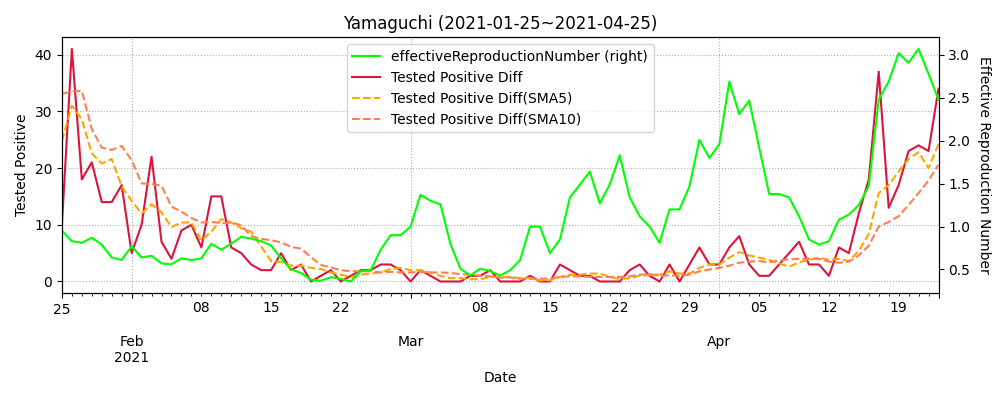 Yamaguchi (2021-01-25~2021-04-25)
effectiveReproductionNumber (right)
Tested Positive Diff
Tested Positive Diff(SMA5)
Tested Positive Diff(SMA10)
Tested Positive
40
30
20
10
0
3.0
2.5
2.0
1.5
1.0
0.5
Effective Reproduction Number
25 08 15 22 08 15 22 29 05 12 19
Feb Mar Apr
2021
Date